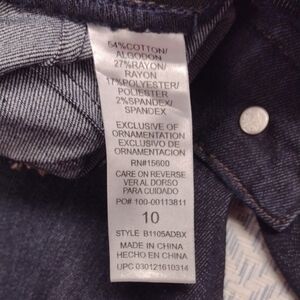 54%COTTON/
ALGODON
27%RAYON/
RAYON
17%POLYESTER/
POLIESTER
2%SPANDEX/
SPANDEX
EXCLUSIVE OF
ORNAMENTATION
EXCLUSIVO DE
ORNAMENTACION
RN#15600
CARE ON REVERSE
VER AL DORSO
PARA CUIDADO
PO# 100-00113811
10
STYLE B1105ADBX
MADE IN CHINA
HECHO EN CHINA
UPC 030121610314